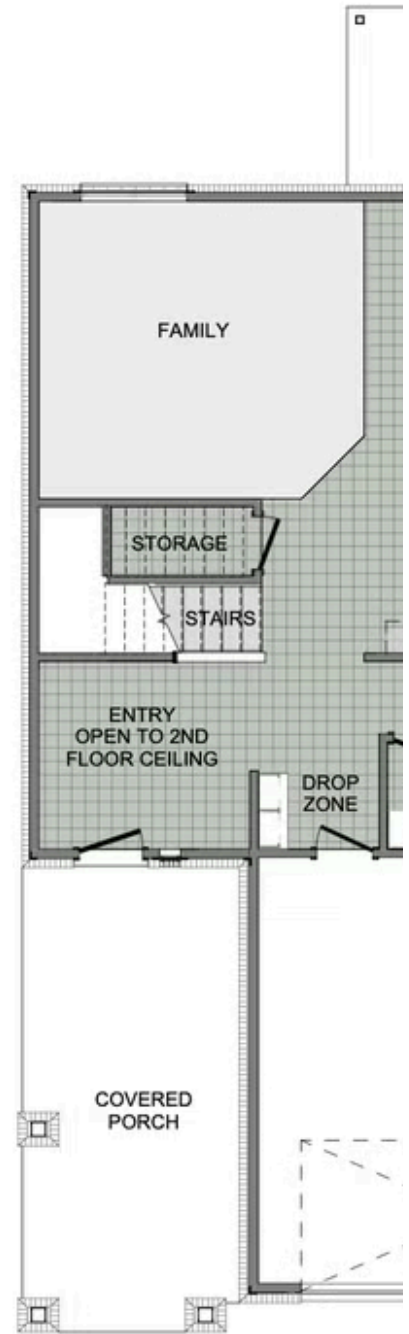 FAMILY
STORAGE
STAIRS
ENTRY
OPEN TO 2ND
FLOOR CEILING
DROP
ZONE
COVERED
PORCH